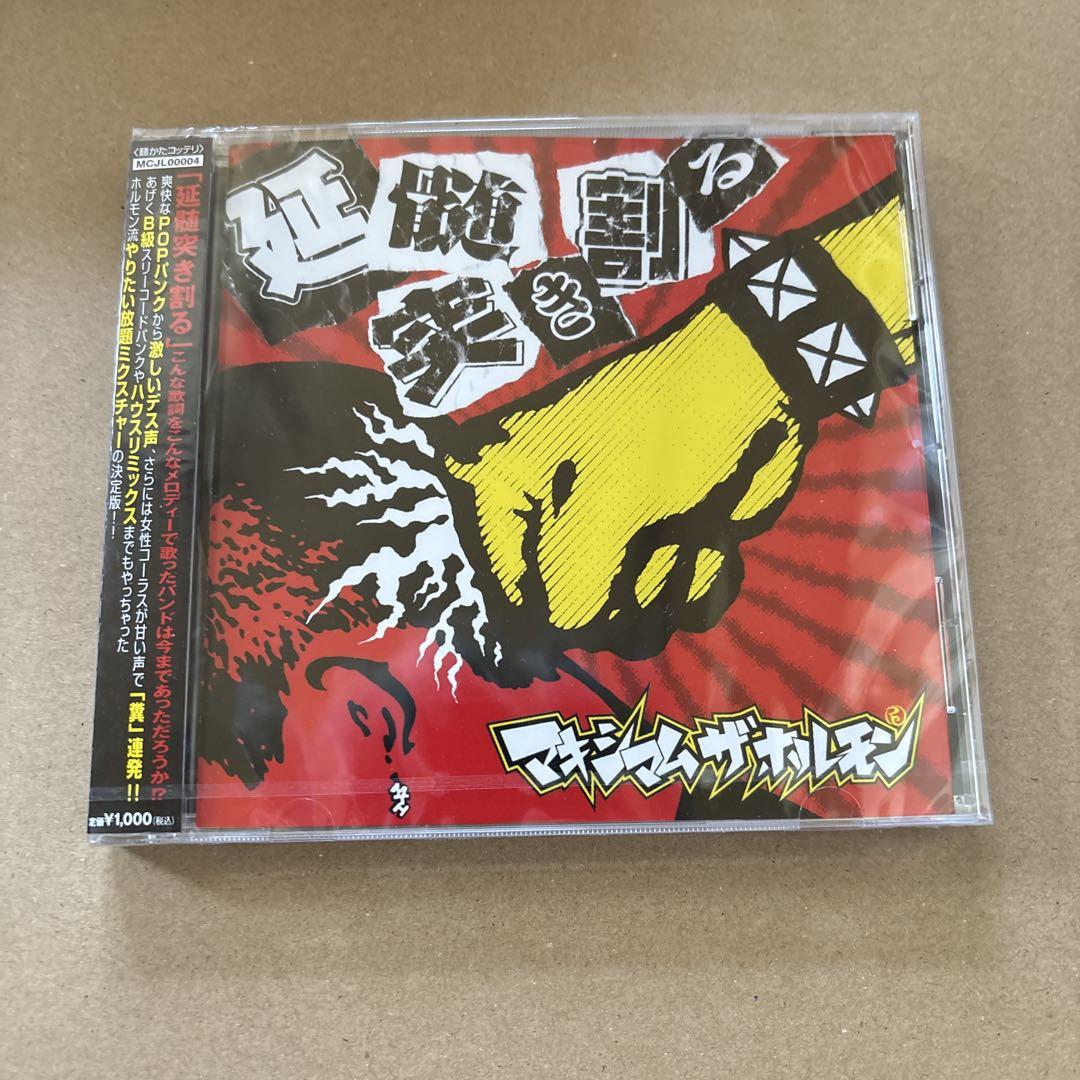 〈聴かたコッテリ〉
MCJL00004
「延髄突き割る」こんな歌詞をこんなメロディーで歌ったバンドは今まであっただろうか!?
爽快なPOPパンクから激しいデス声、さらには女性コーラスが甘い声で「糞」連発!!
あげくB級スリーコードパンクやハウスリミックスまでもやっちゃった
ホルモン流やりたい放題ミクスチャーの決定版!!
定価¥1,000(税込)
延髄突き割る
マキシマム ザ ホルモン